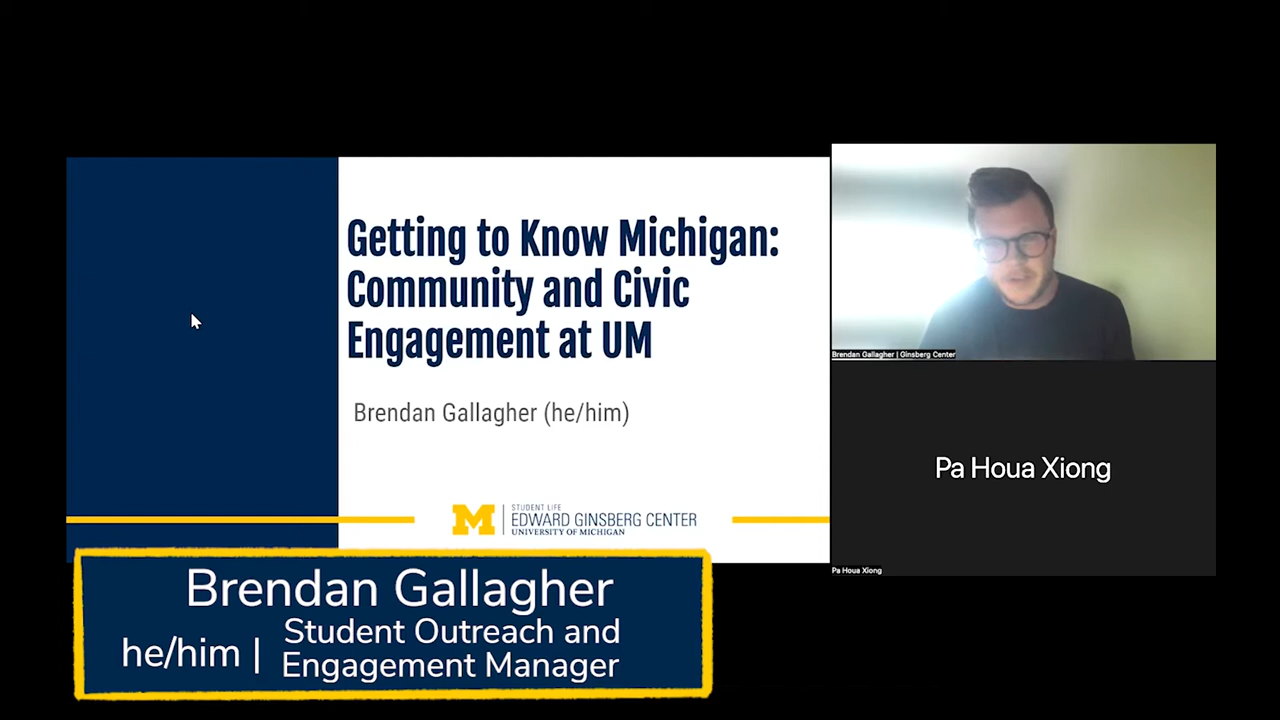 Getting to Know Michigan:
Community and Civic
Engagement at UM
Brendan Gallagher (he/him)
M
STUDENT LIFE
EDWARD GINSBERG CENTER
UNIVERSITY OF MICHIGAN
Brendan Gallagher | Ginsberg Center
Pa Houa Xiong
Pa Houa Xiong
Brendan Gallagher
he/him | Student Outreach and
Engagement Manager